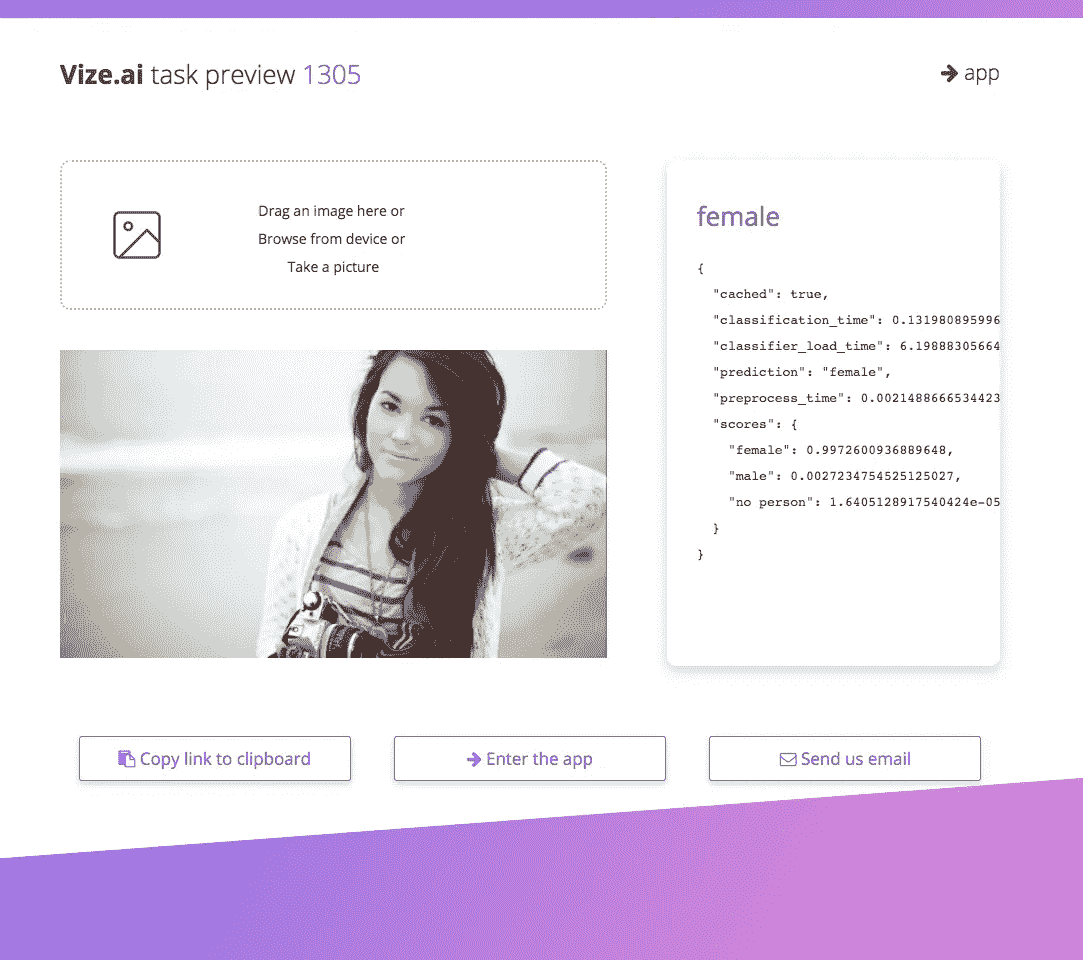 Vize.ai task preview 1305
app
Drag an image here or
Browse from device or
Take a picture
female
{
"cached": true,
"classification_time": 0.131980895996
"classifier_load_time": 6.19888305664
"prediction": "female",
"preprocess_time": 0.0021488666534423
"scores": {
"female": 0.9972600936889648,
"male": 0.0027234754525125027,
"no person": 1.6405128917540424e-05
}
}
Copy link to clipboard
Enter the app
Send us email